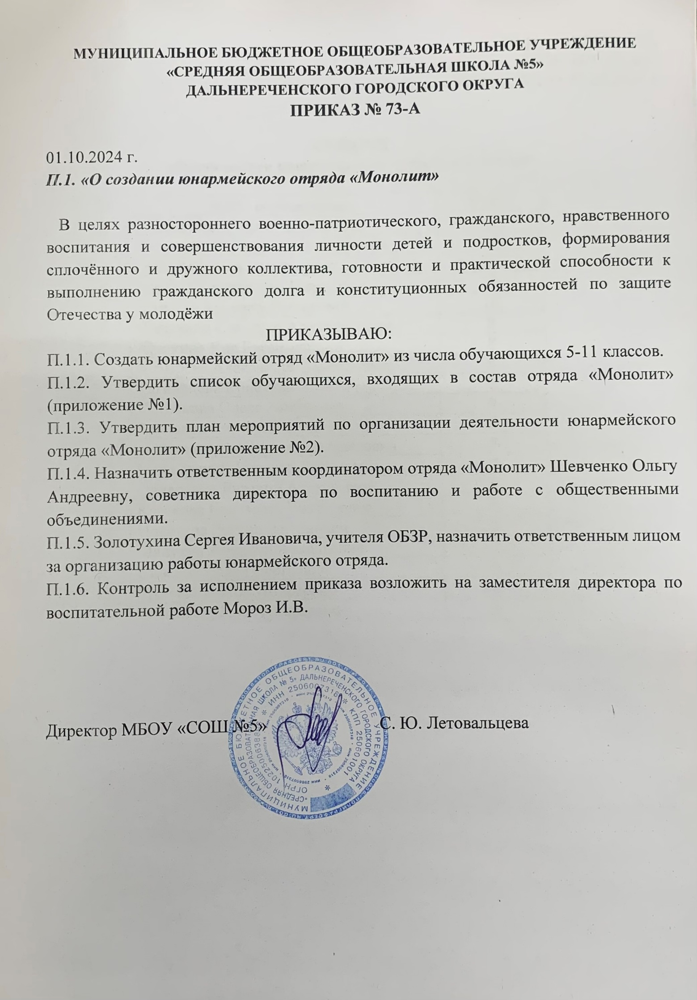 МУНИЦИПАЛЬНОЕ БЮДЖЕТНОЕ ОБЩЕОБРАЗОВАТЕЛЬНОЕ УЧРЕЖДЕНИЕ
«СРЕДНЯЯ ОБЩЕОБРАЗОВАТЕЛЬНАЯ ШКОЛА №5»
ДАЛЬНЕРЕЧЕНСКОГО ГОРОДСКОГО ОКРУГА
ПРИКАЗ № 73-А
01.10.2024 г.
П.1. «О создании юнармейского отряда «Монолит»
В целях разностороннего военно-патриотического, гражданского, нравственного
воспитания и совершенствования личности детей и подростков, формирования
сплочённого и дружного коллектива, готовности и практической способности к
выполнению гражданского долга и конституционных обязанностей по защите
Отечества у молодёжи
ПРИКАЗЫВАЮ:
П.1.1. Создать юнармейский отряд «Монолит» из числа обучающихся 5-11 классов.
П.1.2. Утвердить список обучающихся, входящих в состав отряда «Монолит»
(приложение №1).
П.1.3. Утвердить план мероприятий по организации деятельности юнармейского
отряда «Монолит» (приложение №2).
П.1.4. Назначить ответственным координатором отряда «Монолит» Шевченко Ольгу
Андреевну, советника директора по воспитанию и работе с общественными
объединениями.
П.1.5. Золотухина Сергея Ивановича, учителя ОБЗР, назначить ответственным лицом
за организацию работы юнармейского отряда.
П.1.6. Контроль за исполнением приказа возложить на заместителя директора по
воспитательной работе Мороз И.В.
Директор МБОУ «СОШ №5» С. Ю. Летовальцева
МУНИЦИПАЛЬНОЕ БЮДЖЕТНОЕ ОБЩЕОБРАЗОВАТЕЛЬНОЕ УЧРЕЖДЕНИЕ
«СРЕДНЯЯ ОБЩЕОБРАЗОВАТЕЛЬНАЯ ШКОЛА № 5» ДАЛЬНЕРЕЧЕНСКОГО ГОРОДСКОГО ОКРУГА
ОГРН ✻ ИНН 2506007318 ✻ КПП 250601001 ✻